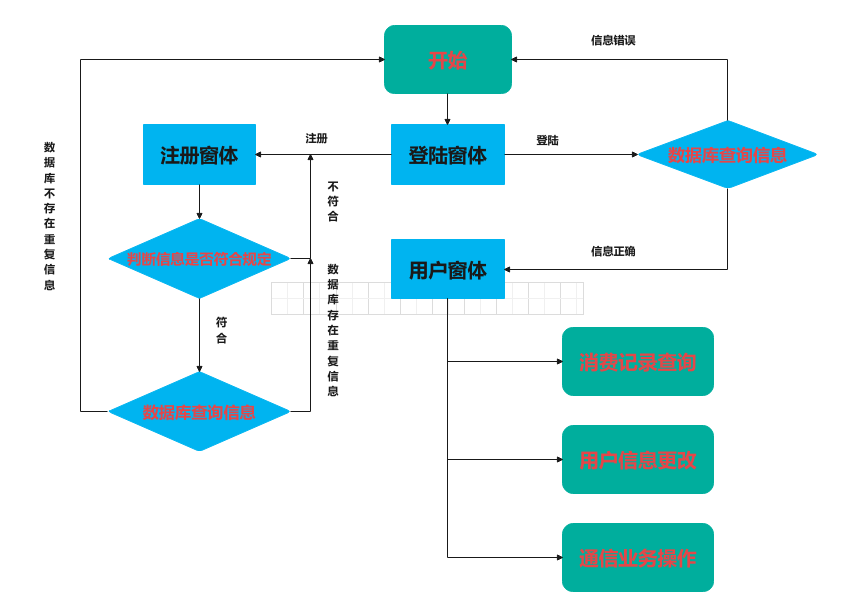 信息错误
开始
注册
登陆
注册窗体
登陆窗体
数据库查询信息
数据库不存在重复信息
不符合
判断信息是否符合规定
信息正确
用户窗体
数据库存在重复信息
符合
消费记录查询
数据库查询信息
用户信息更改
通信业务操作